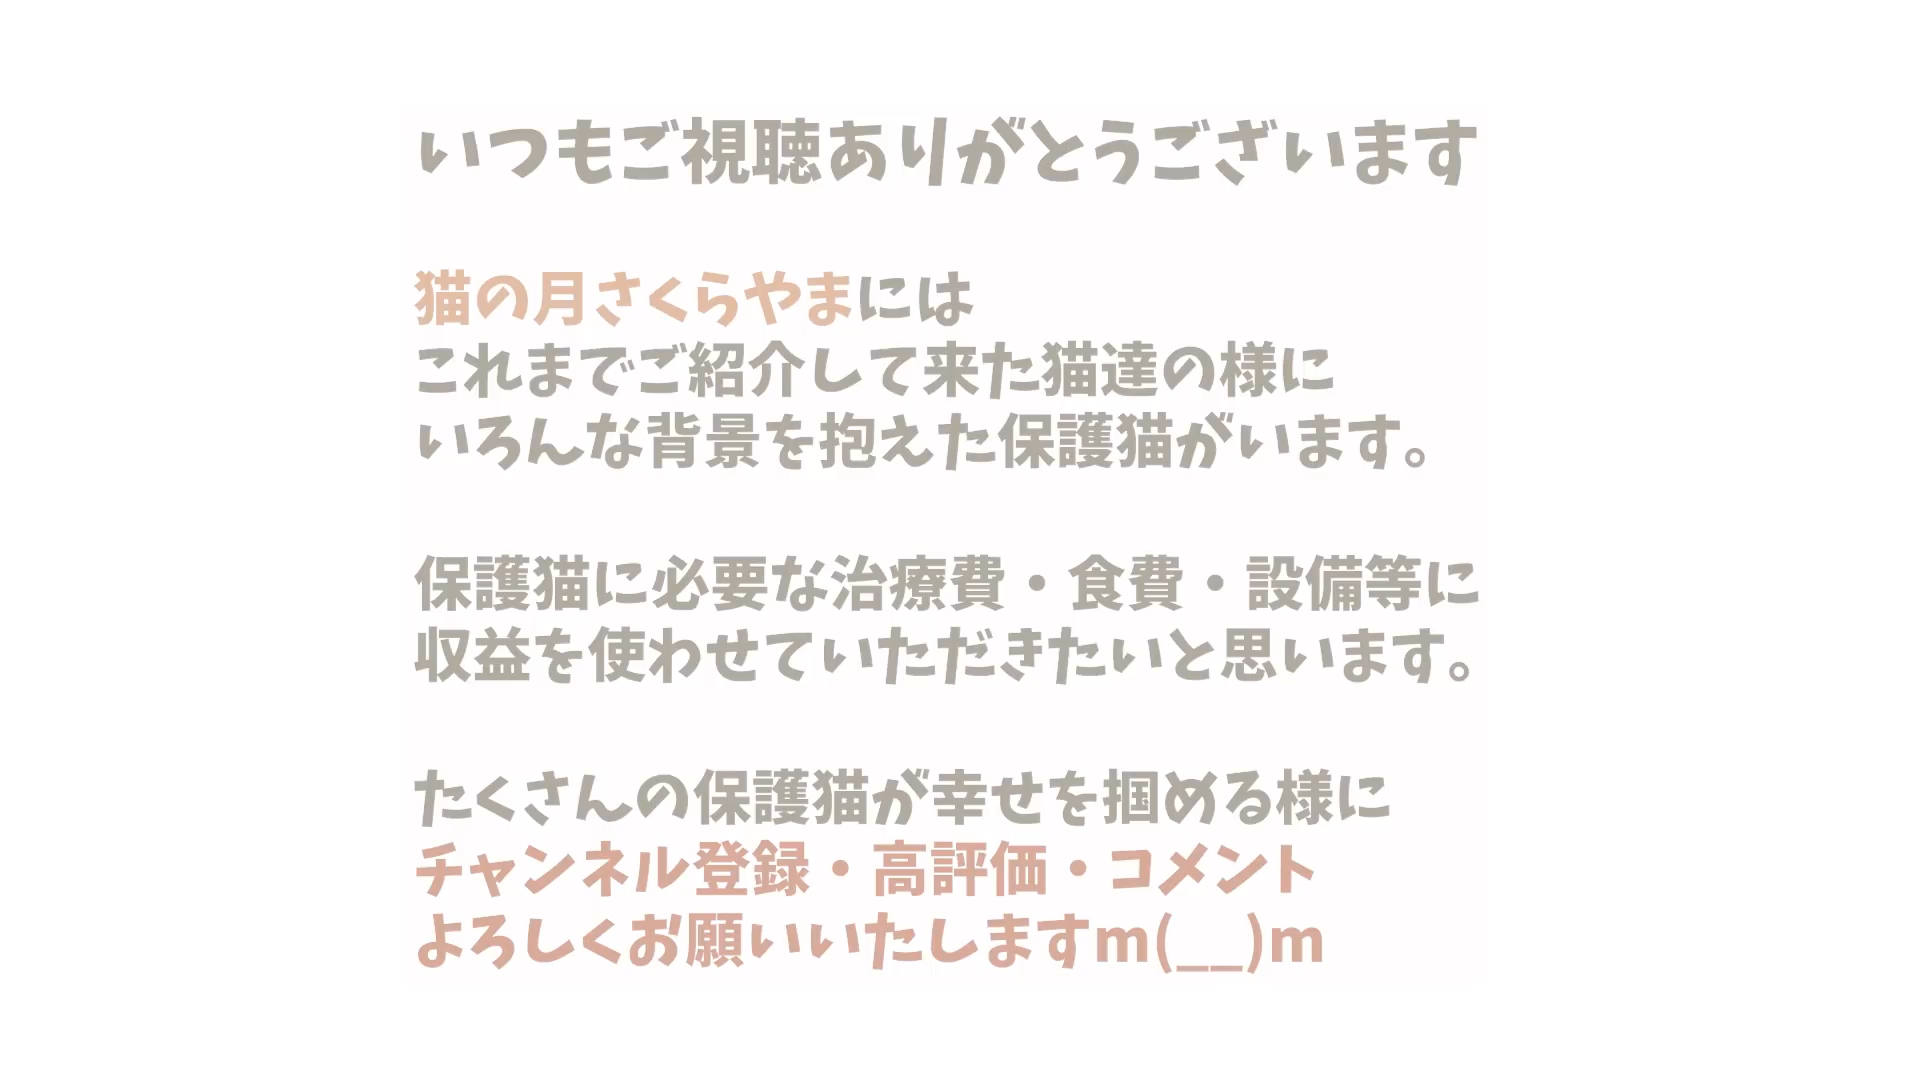 いつもご視聴ありがとうございます
猫の月さくらやまには
これまでご紹介して来た猫達の様に
いろんな背景を抱えた保護猫がいます。
保護猫に必要な治療費・食費・設備等に
収益を使わせていただきたいと思います。
たくさんの保護猫が幸せを掴める様に
チャンネル登録・高評価・コメント
よろしくお願いいたしますm(__)m